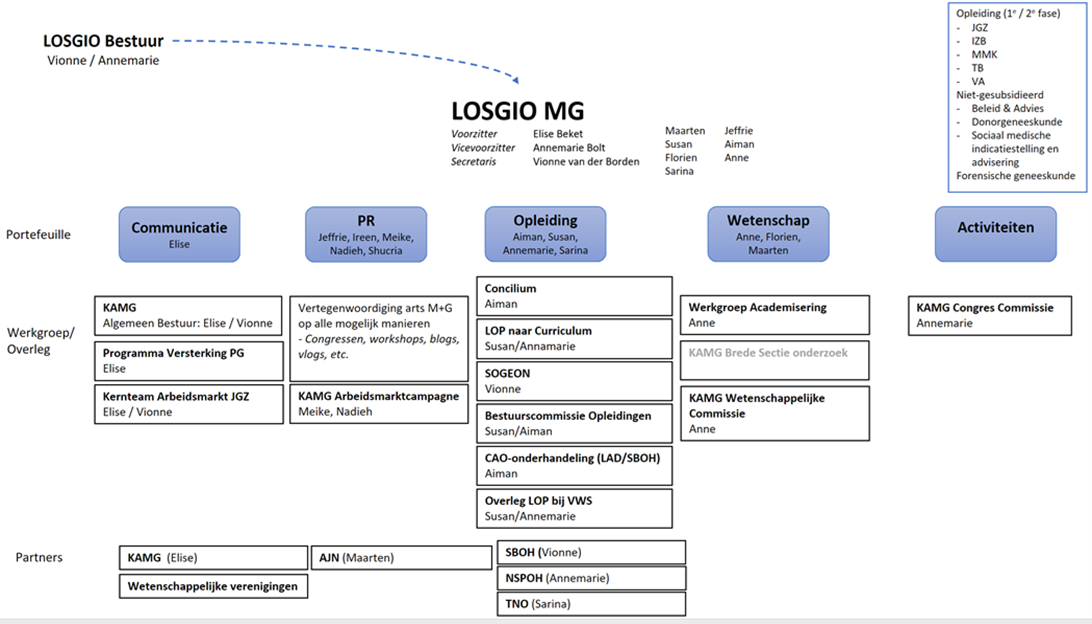 LOSGIO Bestuur
Vionne / Annemarie
Opleiding (1e / 2e fase)
- JGZ
- IZB
- MMK
- TB
- VA
Niet-gesubsidieerd
- Beleid & Advies
- Donorgeneeskunde
- Sociaal medische
indicatiestelling en
advisering
Forensische geneeskunde
LOSGIO MG
Voorzitter Elise Beket
Vicevoorzitter Annemarie Bolt
Secretaris Vionne van der Borden
Maarten Jeffrie
Susan Aiman
Florien Anne
Sarina
Portefeuille
Communicatie
Elise
PR
Jeffrie, Ireen, Meike,
Nadieh, Shucria
Opleiding
Aiman, Susan,
Annemarie, Sarina
Wetenschap
Anne, Florien,
Maarten
Activiteiten
Werkgroep/
Overleg
KAMG
Algemeen Bestuur: Elise / Vionne
Programma Versterking PG
Elise
Kernteam Arbeidsmarkt JGZ
Elise / Vionne
Vertegenwoordiging arts M+G
op alle mogelijk manieren
- Congressen, workshops, blogs,
vlogs, etc.
KAMG Arbeidsmarktcampagne
Meike, Nadieh
Concilium
Aiman
LOP naar Curriculum
Susan/Annamarie
SOGEON
Vionne
Bestuurscommissie Opleidingen
Susan/Aiman
CAO-onderhandeling (LAD/SBOH)
Aiman
Overleg LOP bij VWS
Susan/Annemarie
Werkgroep Academisering
Anne
KAMG Brede Sectie onderzoek
KAMG Wetenschappelijke
Commissie
Anne
KAMG Congres Commissie
Annemarie
Partners
KAMG (Elise)
Wetenschappelijke verenigingen
AJN (Maarten)
SBOH (Vionne)
NSPOH (Annemarie)
TNO (Sarina)